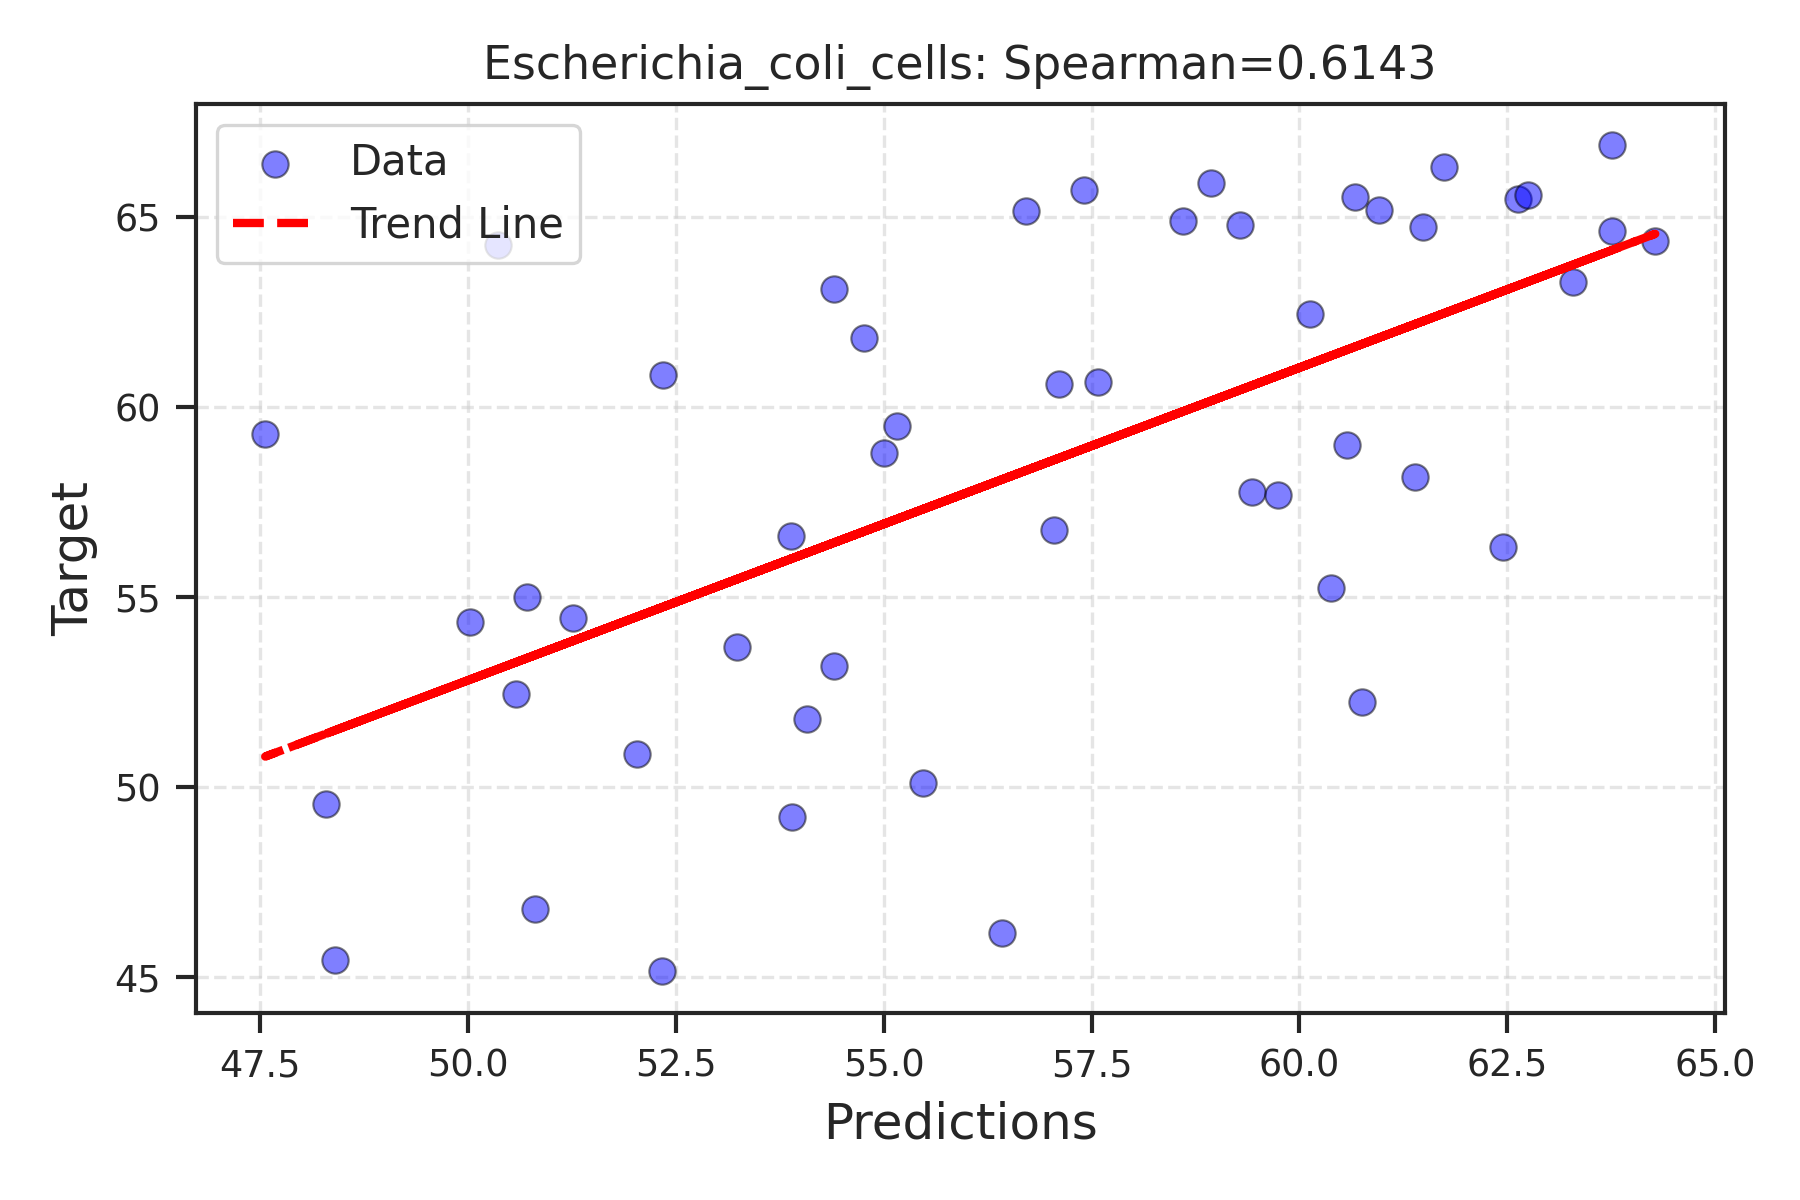 Escherichia_coli_cells: Spearman=0.6143
Data
Trend Line
65
60
55
50
45
Target
47.5 50.0 52.5 55.0 57.5 60.0 62.5 65.0
Predictions